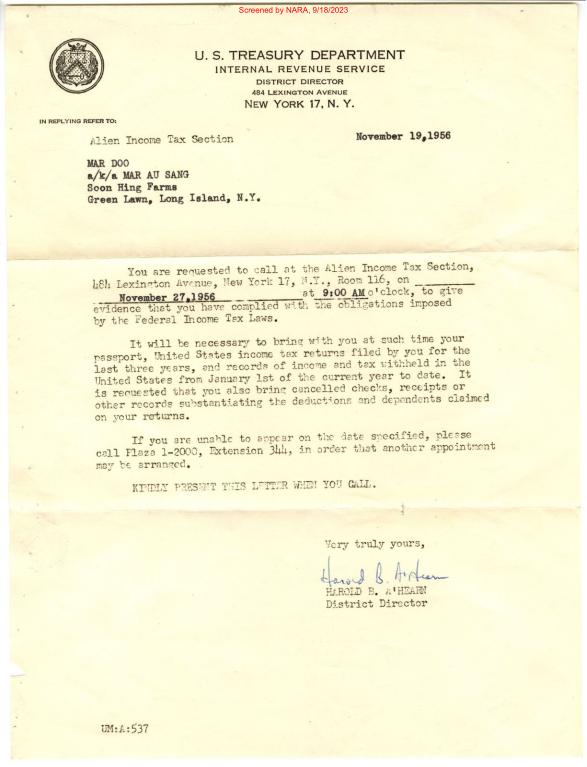 Screened by NARA, 9/18/2023
U. S. TREASURY DEPARTMENT
INTERNAL REVENUE SERVICE
DISTRICT DIRECTOR
484 LEXINGTON AVENUE
NEW YORK 17, N. Y.
IN REPLYING REFER TO:
Alien Income Tax Section
November 19,1956
MAR DOO
a/k/a MAR AU SANG
Soon Hing Farms
Green Lawn, Long Island, N.Y.
You are requested to call at the Alien Income Tax Section,
484 Lexington Avenue, New York 17, N.Y., Room 116, on
November 27,1956 at 9:00 AM o'clock, to give
evidence that you have complied with the obligations imposed
by the Federal Income Tax Laws.
It will be necessary to bring with you at such time your
passport, United States income tax returns filed by you for the
last three years, and records of income and tax withheld in the
United States from January 1st of the current year to date. It
is requested that you also bring cancelled checks, receipts or
other records substantiating the deductions and dependents claimed
on your returns.
If you are unable to appear on the date specified, please
call Plaza 1-2000, Extension 344, in order that another appointment
may be arranged.
KINDLY PRESENT THIS LETTER WHEN YOU CALL.
Very truly yours,
Harold B. A'Hearn
HAROLD B. A'HEARN
District Director
UM:A:537